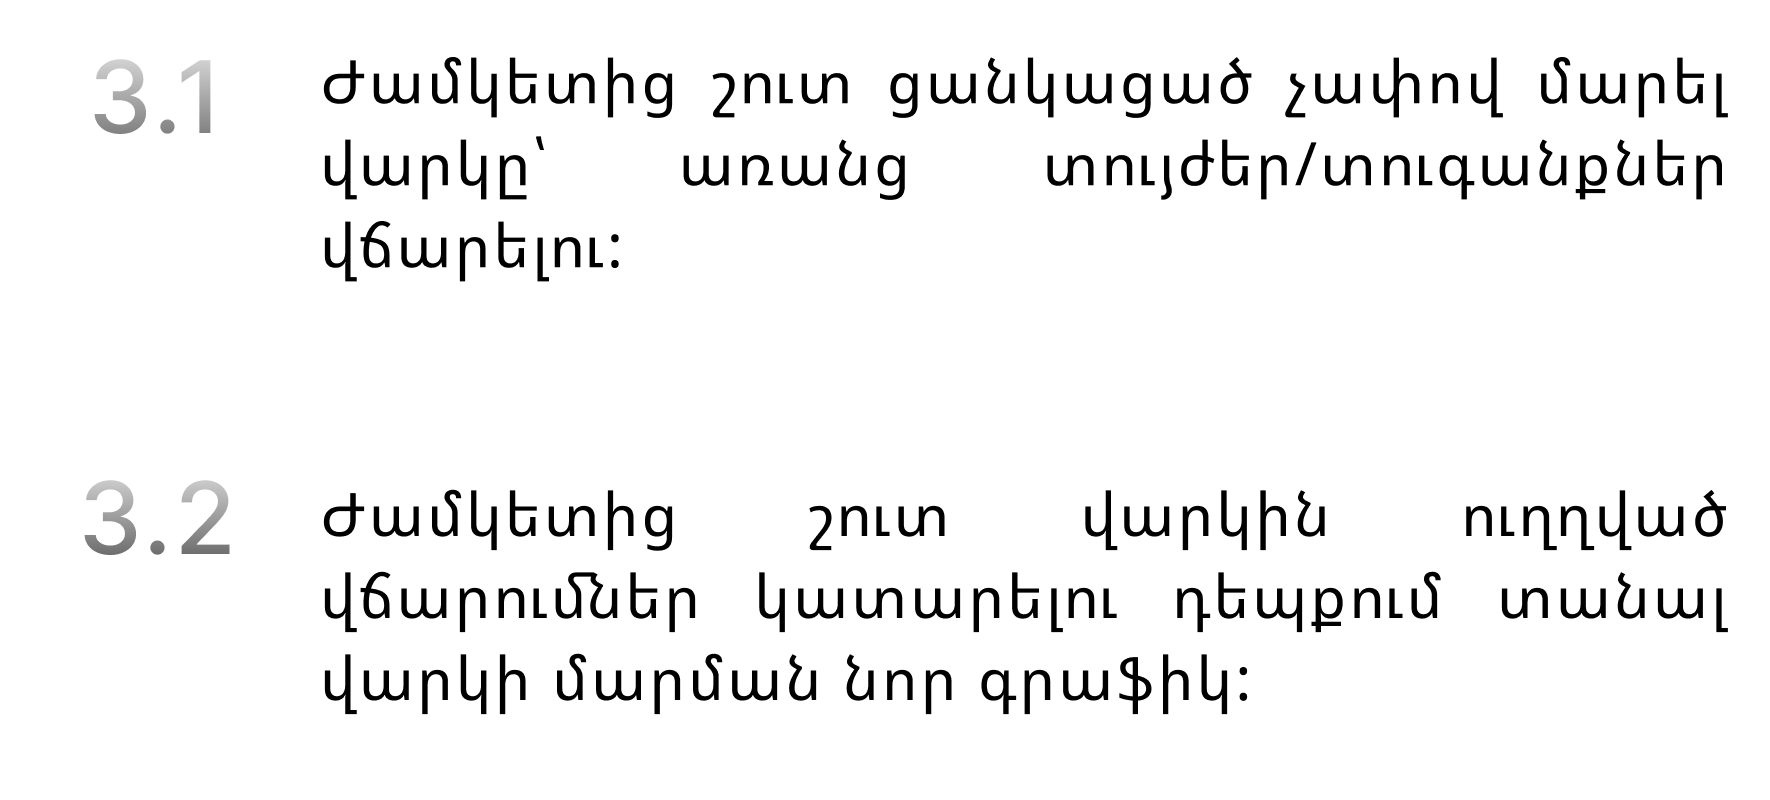 3.1 Ժամկետից շուտ ցանկացած չափով մարել
վարկը՝ առանց տույժեր/տուգանքներ
վճարելու:
3.2 Ժամկետից շուտ վարկին ուղղված
վճարումներ կատարելու դեպքում տանալ
վարկի մարման նոր գրաֆիկ: